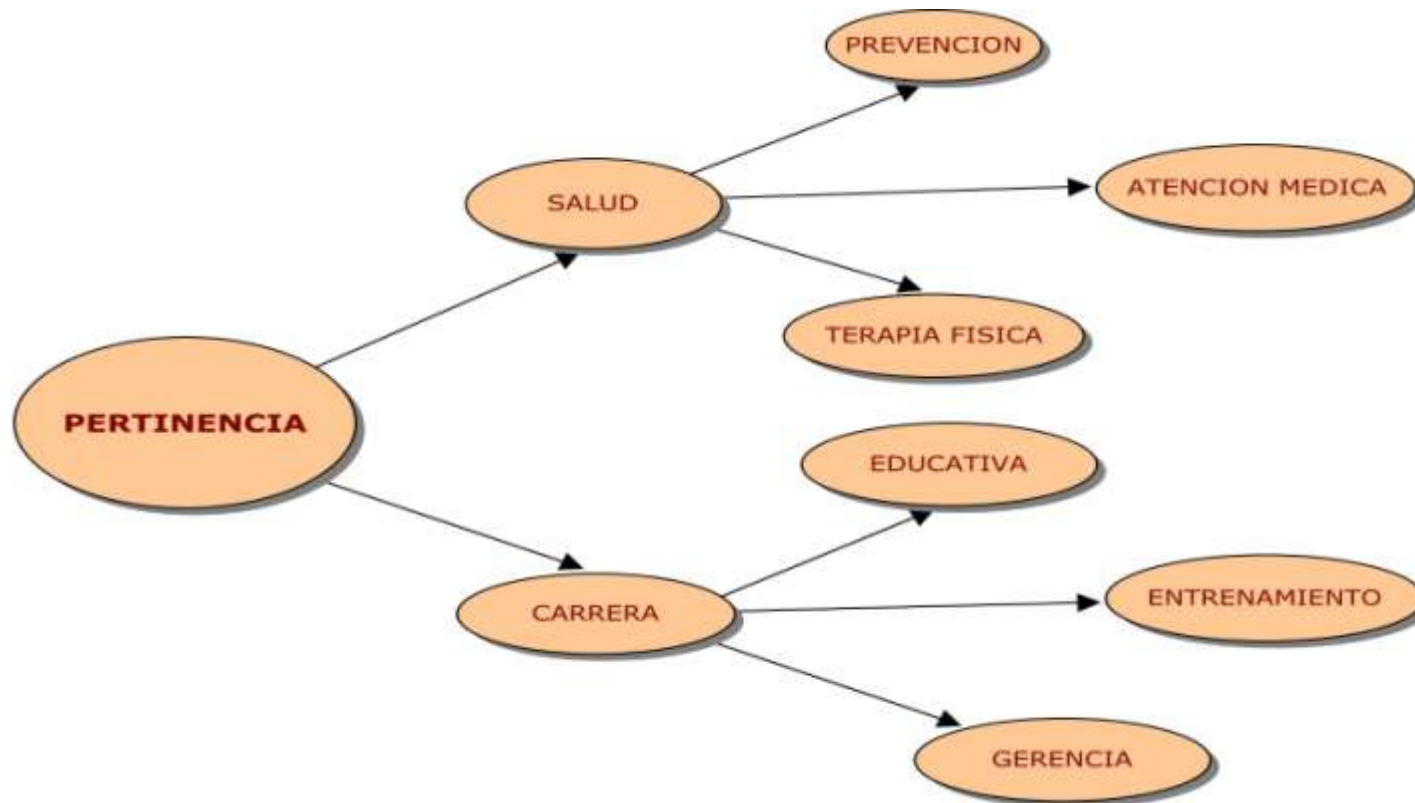 PREVENCION
ATENCION MEDICA
SALUD
TERAPIA FISICA
PERTINENCIA
EDUCATIVA
ENTRENAMIENTO
CARRERA
GERENCIA